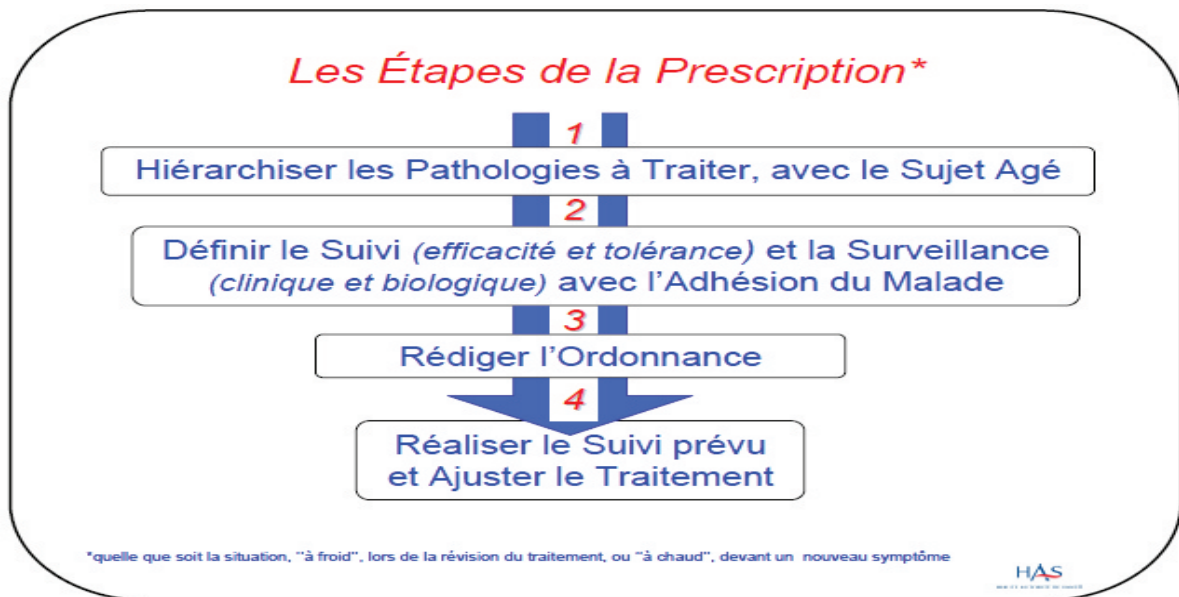 Les Étapes de la Prescription*
1
Hiérarchiser les Pathologies à Traiter, avec le Sujet Agé
2
Définir le Suivi (efficacité et tolérance) et la Surveillance
(clinique et biologique) avec l'Adhésion du Malade
3
Rédiger l'Ordonnance
4
Réaliser le Suivi prévu
et Ajuster le Traitement
*quelle que soit la situation, "à froid", lors de la révision du traitement, ou "à chaud", devant un nouveau symptôme
HAS